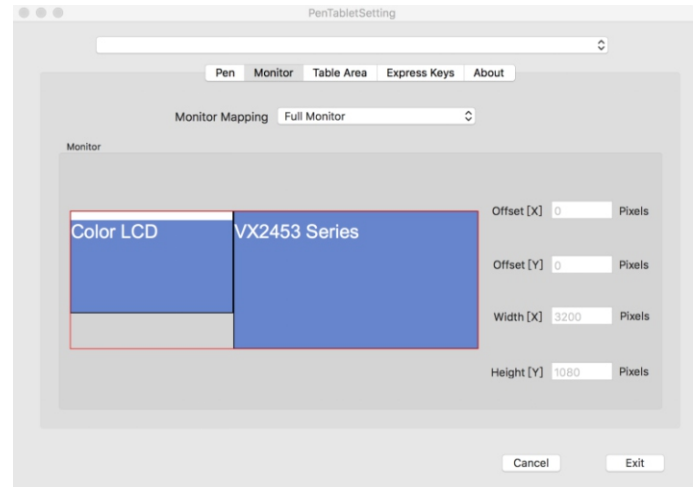 PenTabletSetting
Pen Monitor Table Area Express Keys About
Monitor Mapping Full Monitor
Monitor
Color LCD VX2453 Series
Offset [X] 0 Pixels
Offset [Y] 0 Pixels
Width [X] 3200 Pixels
Height [Y] 1080 Pixels
Cancel Exit